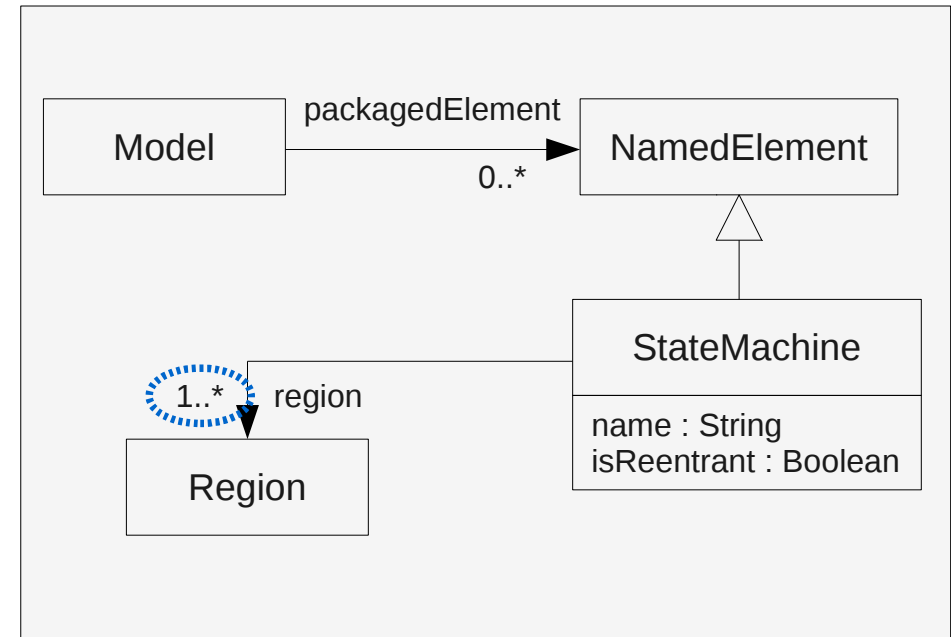 packagedElement
Model
NamedElement
0..*
StateMachine
1..*
region
name : String
isReentrant : Boolean
Region